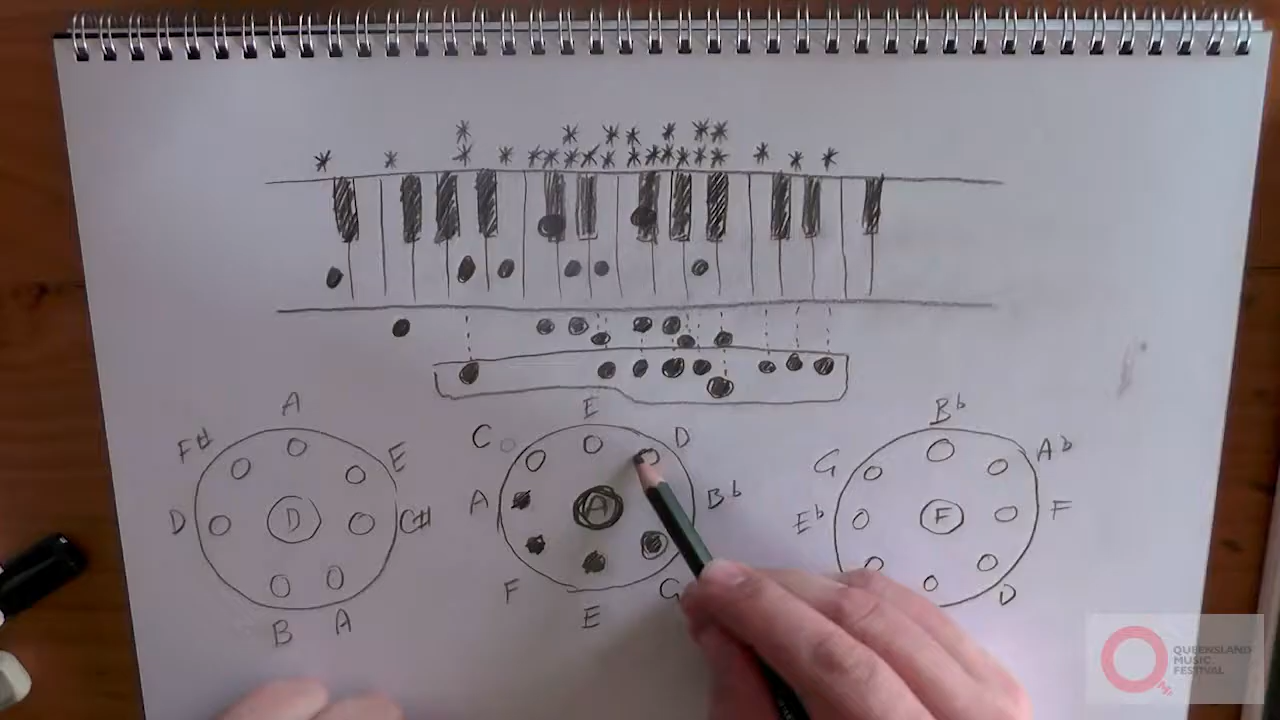 * *
* * * * * * *
* * * * * * * * * * * * * * * *
A
F# E
D D C#
B A
E
C D
A A B♭
F G
E
B♭
G A♭
E♭ F F
D
QUEENSLAND
MUSIC
FESTIVAL